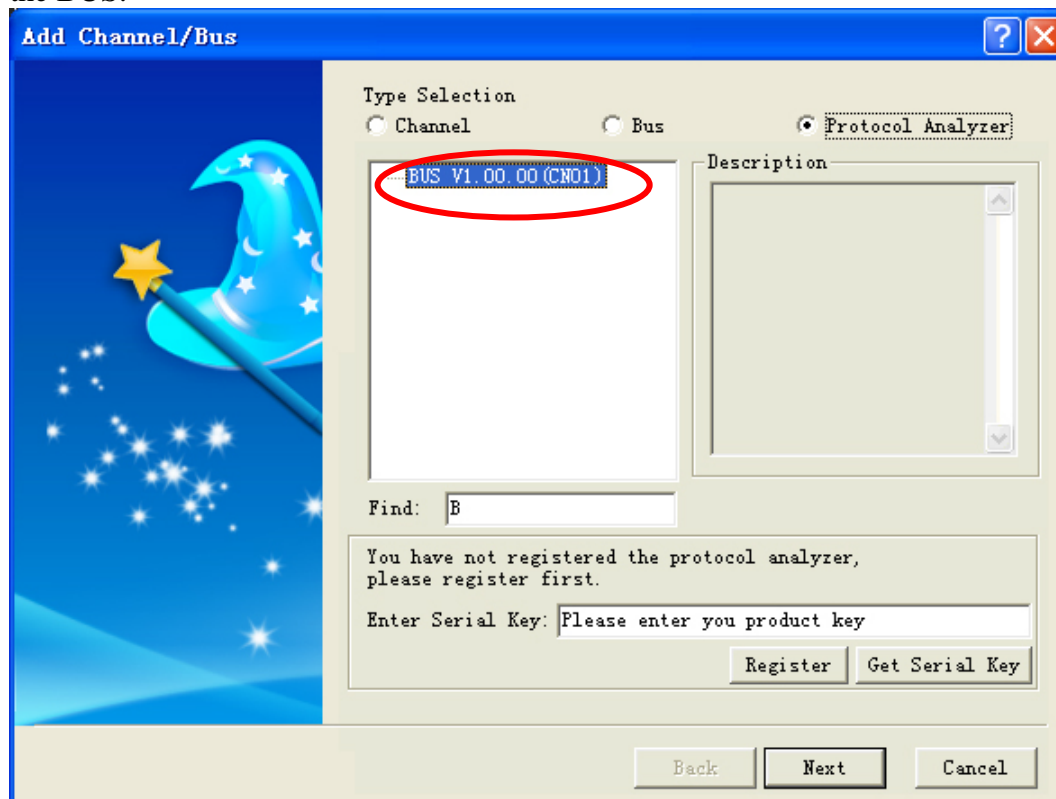 the BUS.
Add Channel/Bus
Type Selection
Channel Bus Protocol Analyzer
BUS V1.00.00(CN01)
Description
Find: B
You have not registered the protocol analyzer,
please register first.
Enter Serial Key: Please enter you product key
Register Get Serial Key
Back Next Cancel